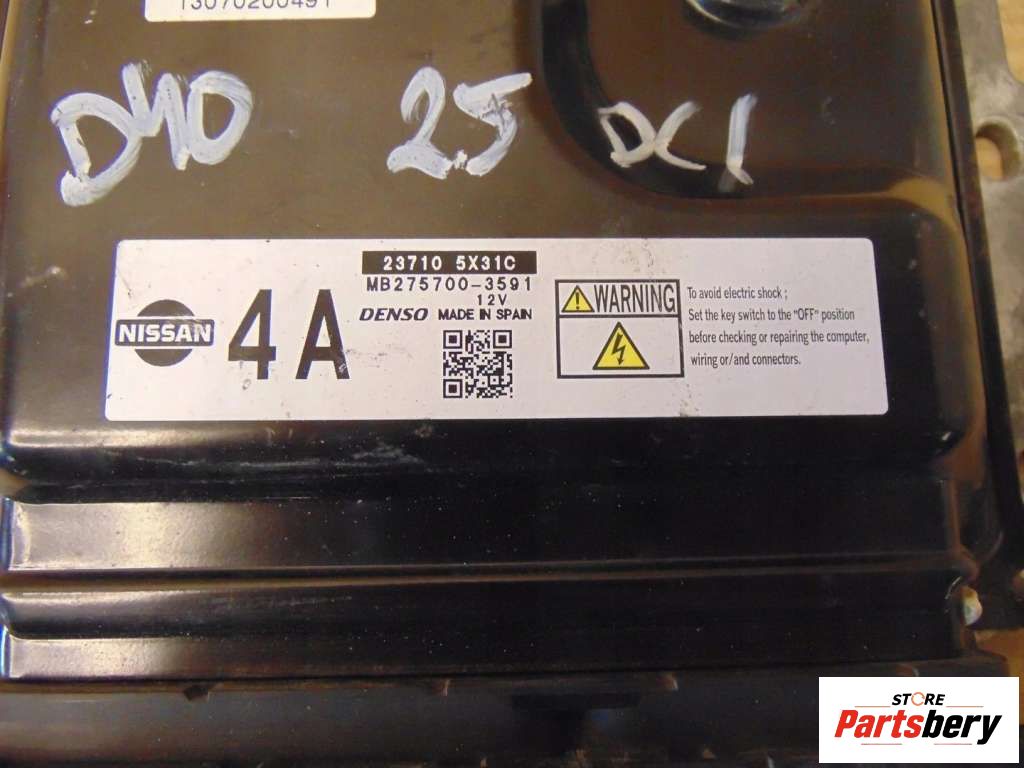 13070200491
D40 2.5 DCI
NISSAN
4A
23710 5X31C
MB275700-3591
12V
DENSO MADE IN SPAIN
WARNING
To avoid electric shock ;
Set the key switch to the "OFF" position
before checking or repairing the computer,
wiring or/and connectors.
STORE
Partsbery